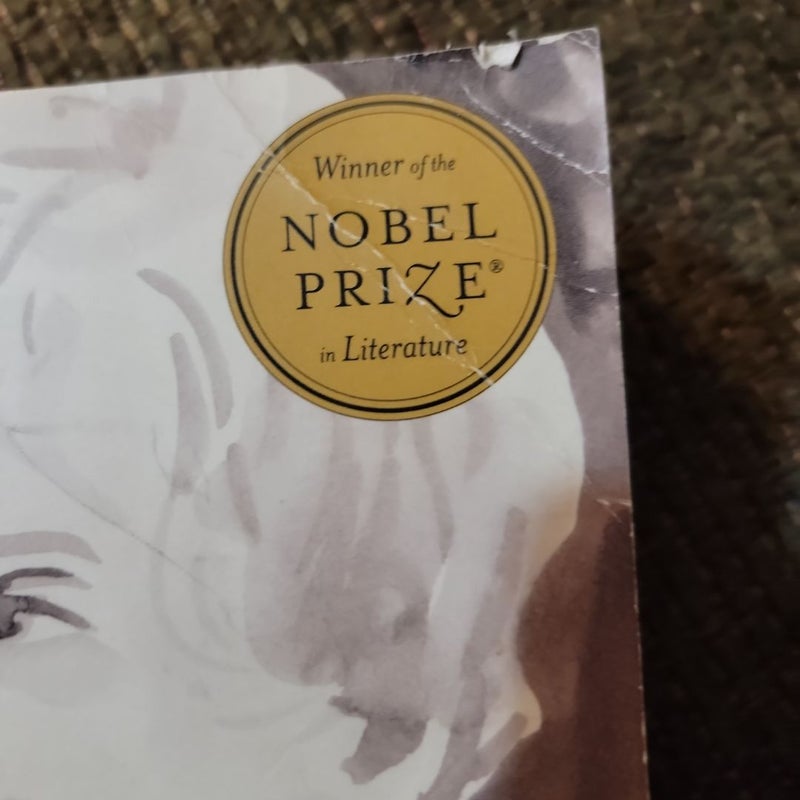 Winner of the
NOBEL
PRIZE®
in Literature